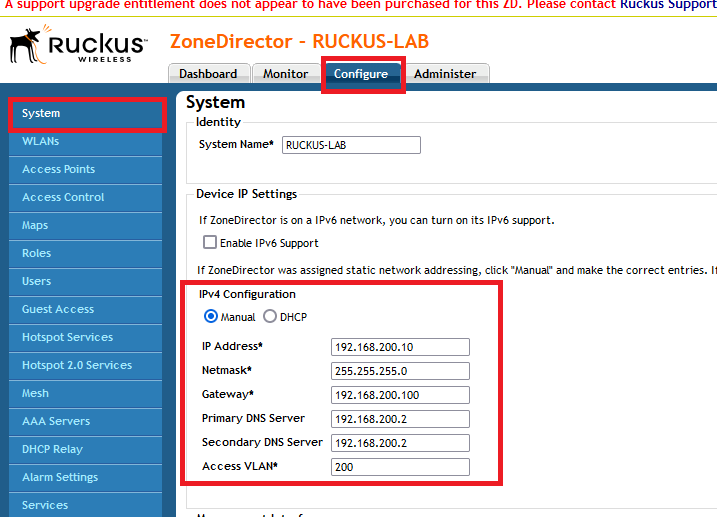 A support upgrade entitlement does not appear to have been purchased for this ZD. Please contact Ruckus Support
RUCKUS™
WIRELESS
ZoneDirector - RUCKUS-LAB
Dashboard Monitor Configure Administer
System
WLANs
Access Points
Access Control
Maps
Roles
Users
Guest Access
Hotspot Services
Hotspot 2.0 Services
Mesh
AAA Servers
DHCP Relay
Alarm Settings
Services
System
Identity
System Name* RUCKUS-LAB
Device IP Settings
If ZoneDirector is on a IPv6 network, you can turn on its IPv6 support.
Enable IPv6 Support
If ZoneDirector was assigned static network addressing, click "Manual" and make the correct entries. If
IPv4 Configuration
Manual DHCP
IP Address* 192.168.200.10
Netmask* 255.255.255.0
Gateway* 192.168.200.100
Primary DNS Server 192.168.200.2
Secondary DNS Server 192.168.200.2
Access VLAN* 200